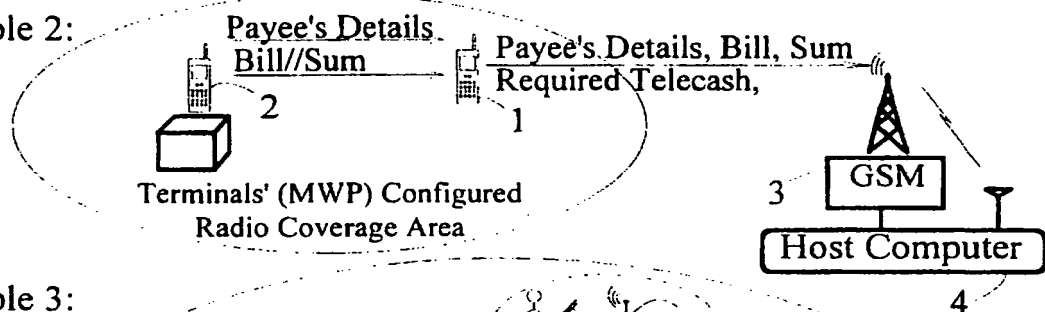 ple 2:
Payee's Details
Bill//Sum
Payee's Details, Bill, Sum
Required Telecash,
2
1
3
GSM
Terminals' (MWP) Configured
Radio Coverage Area
Host Computer
4
ple 3: